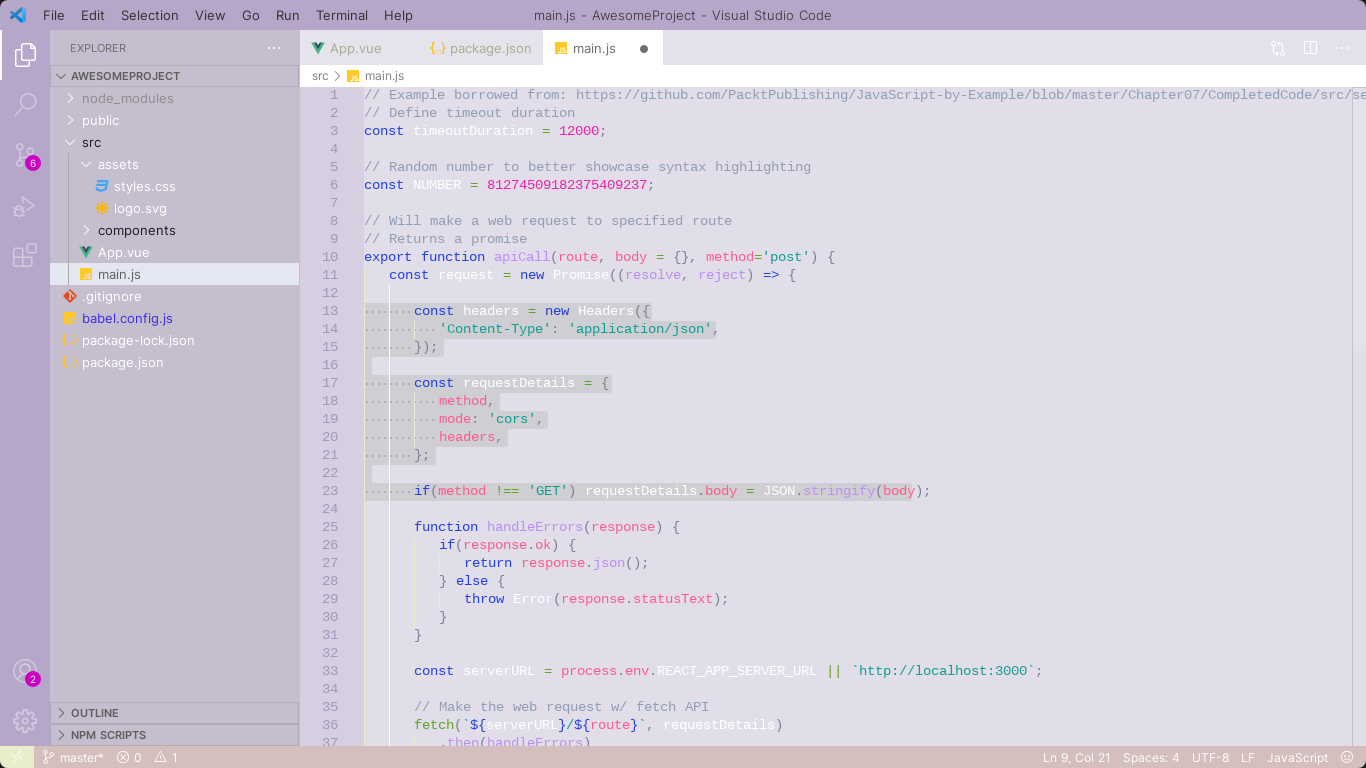 File Edit Selection View Go Run Terminal Help main.js - AwesomeProject - Visual Studio Code
EXPLORER
App.vue package.json main.js
AWESOMEPROJECT
src main.js
node_modules
public
src
assets
styles.css
logo.svg
components
App.vue
main.js
.gitignore
babel.config.js
package-lock.json
package.json
OUTLINE
NPM SCRIPTS
6
2
1 // Example borrowed from: https://github.com/PacktPublishing/JavaScript-by-Example/blob/master/Chapter07/CompletedCode/src/se
2 // Define timeout duration
3 const timeoutDuration = 12000;
4
5 // Random number to better showcase syntax highlighting
6 const NUMBER = 81274509182375409237;
7
8 // Will make a web request to specified route
9 // Returns a promise
10 export function apiCall(route, body = {}, method='post') {
11 const request = new Promise((resolve, reject) => {
12
13 const headers = new Headers({
14 'Content-Type': 'application/json',
15 });
16
17 const requestDetails = {
18 method,
19 mode: 'cors',
20 headers,
21 };
22
23 if(method !== 'GET') requestDetails.body = JSON.stringify(body);
24
25 function handleErrors(response) {
26 if(response.ok) {
27 return response.json();
28 } else {
29 throw Error(response.statusText);
30 }
31 }
32
33 const serverURL = process.env.REACT_APP_SERVER_URL || `http://localhost:3000`;
34
35 // Make the web request w/ fetch API
36 fetch(`${serverURL}/${route}`, requestDetails)
37 .then(handleErrors)
master* 0 1 Ln 9, Col 21 Spaces: 4 UTF-8 LF JavaScript